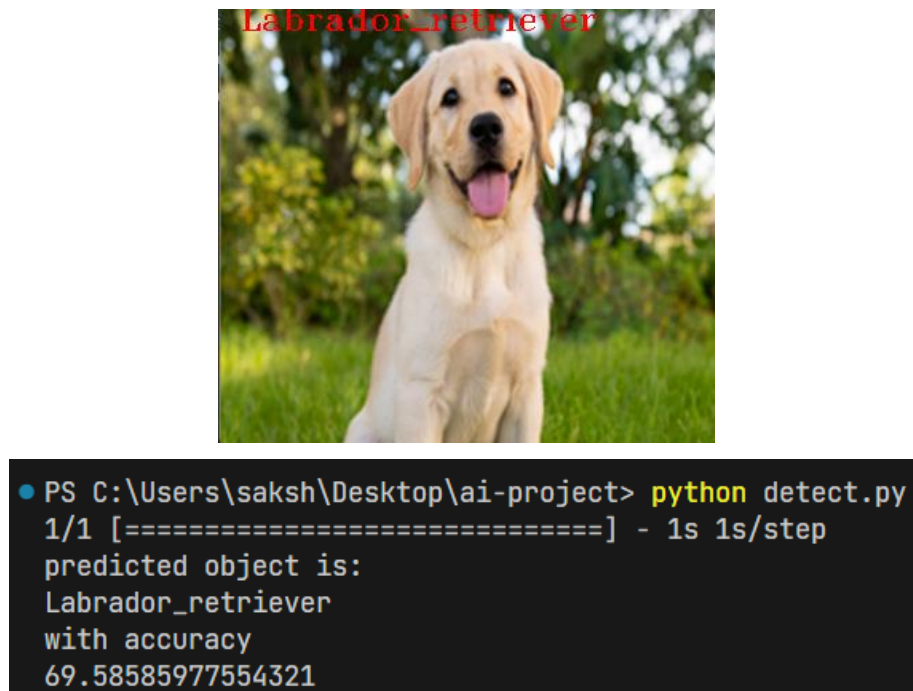 Labrador_retriever
PS C:\Users\saksh\Desktop\ai-project> python detect.py
1/1 [==============================] - 1s 1s/step
predicted object is:
Labrador_retriever
with accuracy
69.58585977554321